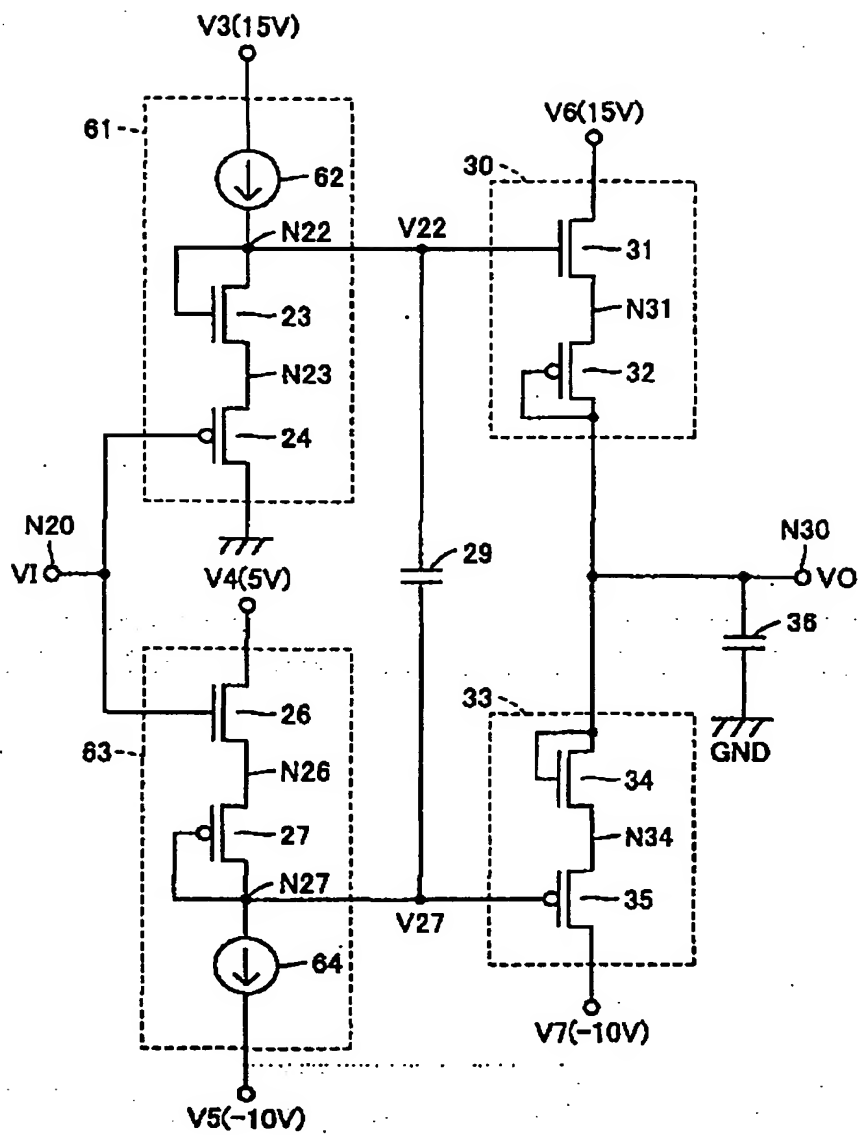 V3(15V)
V6(15V)
61
30
62
N22
V22
31
23
N31
N23
32
24
N20
29
N30
VI
V4(5V)
VO
36
33
26
GND
63
N26
34
27
N34
N27
35
V27
64
V7(-10V)
V5(-10V)